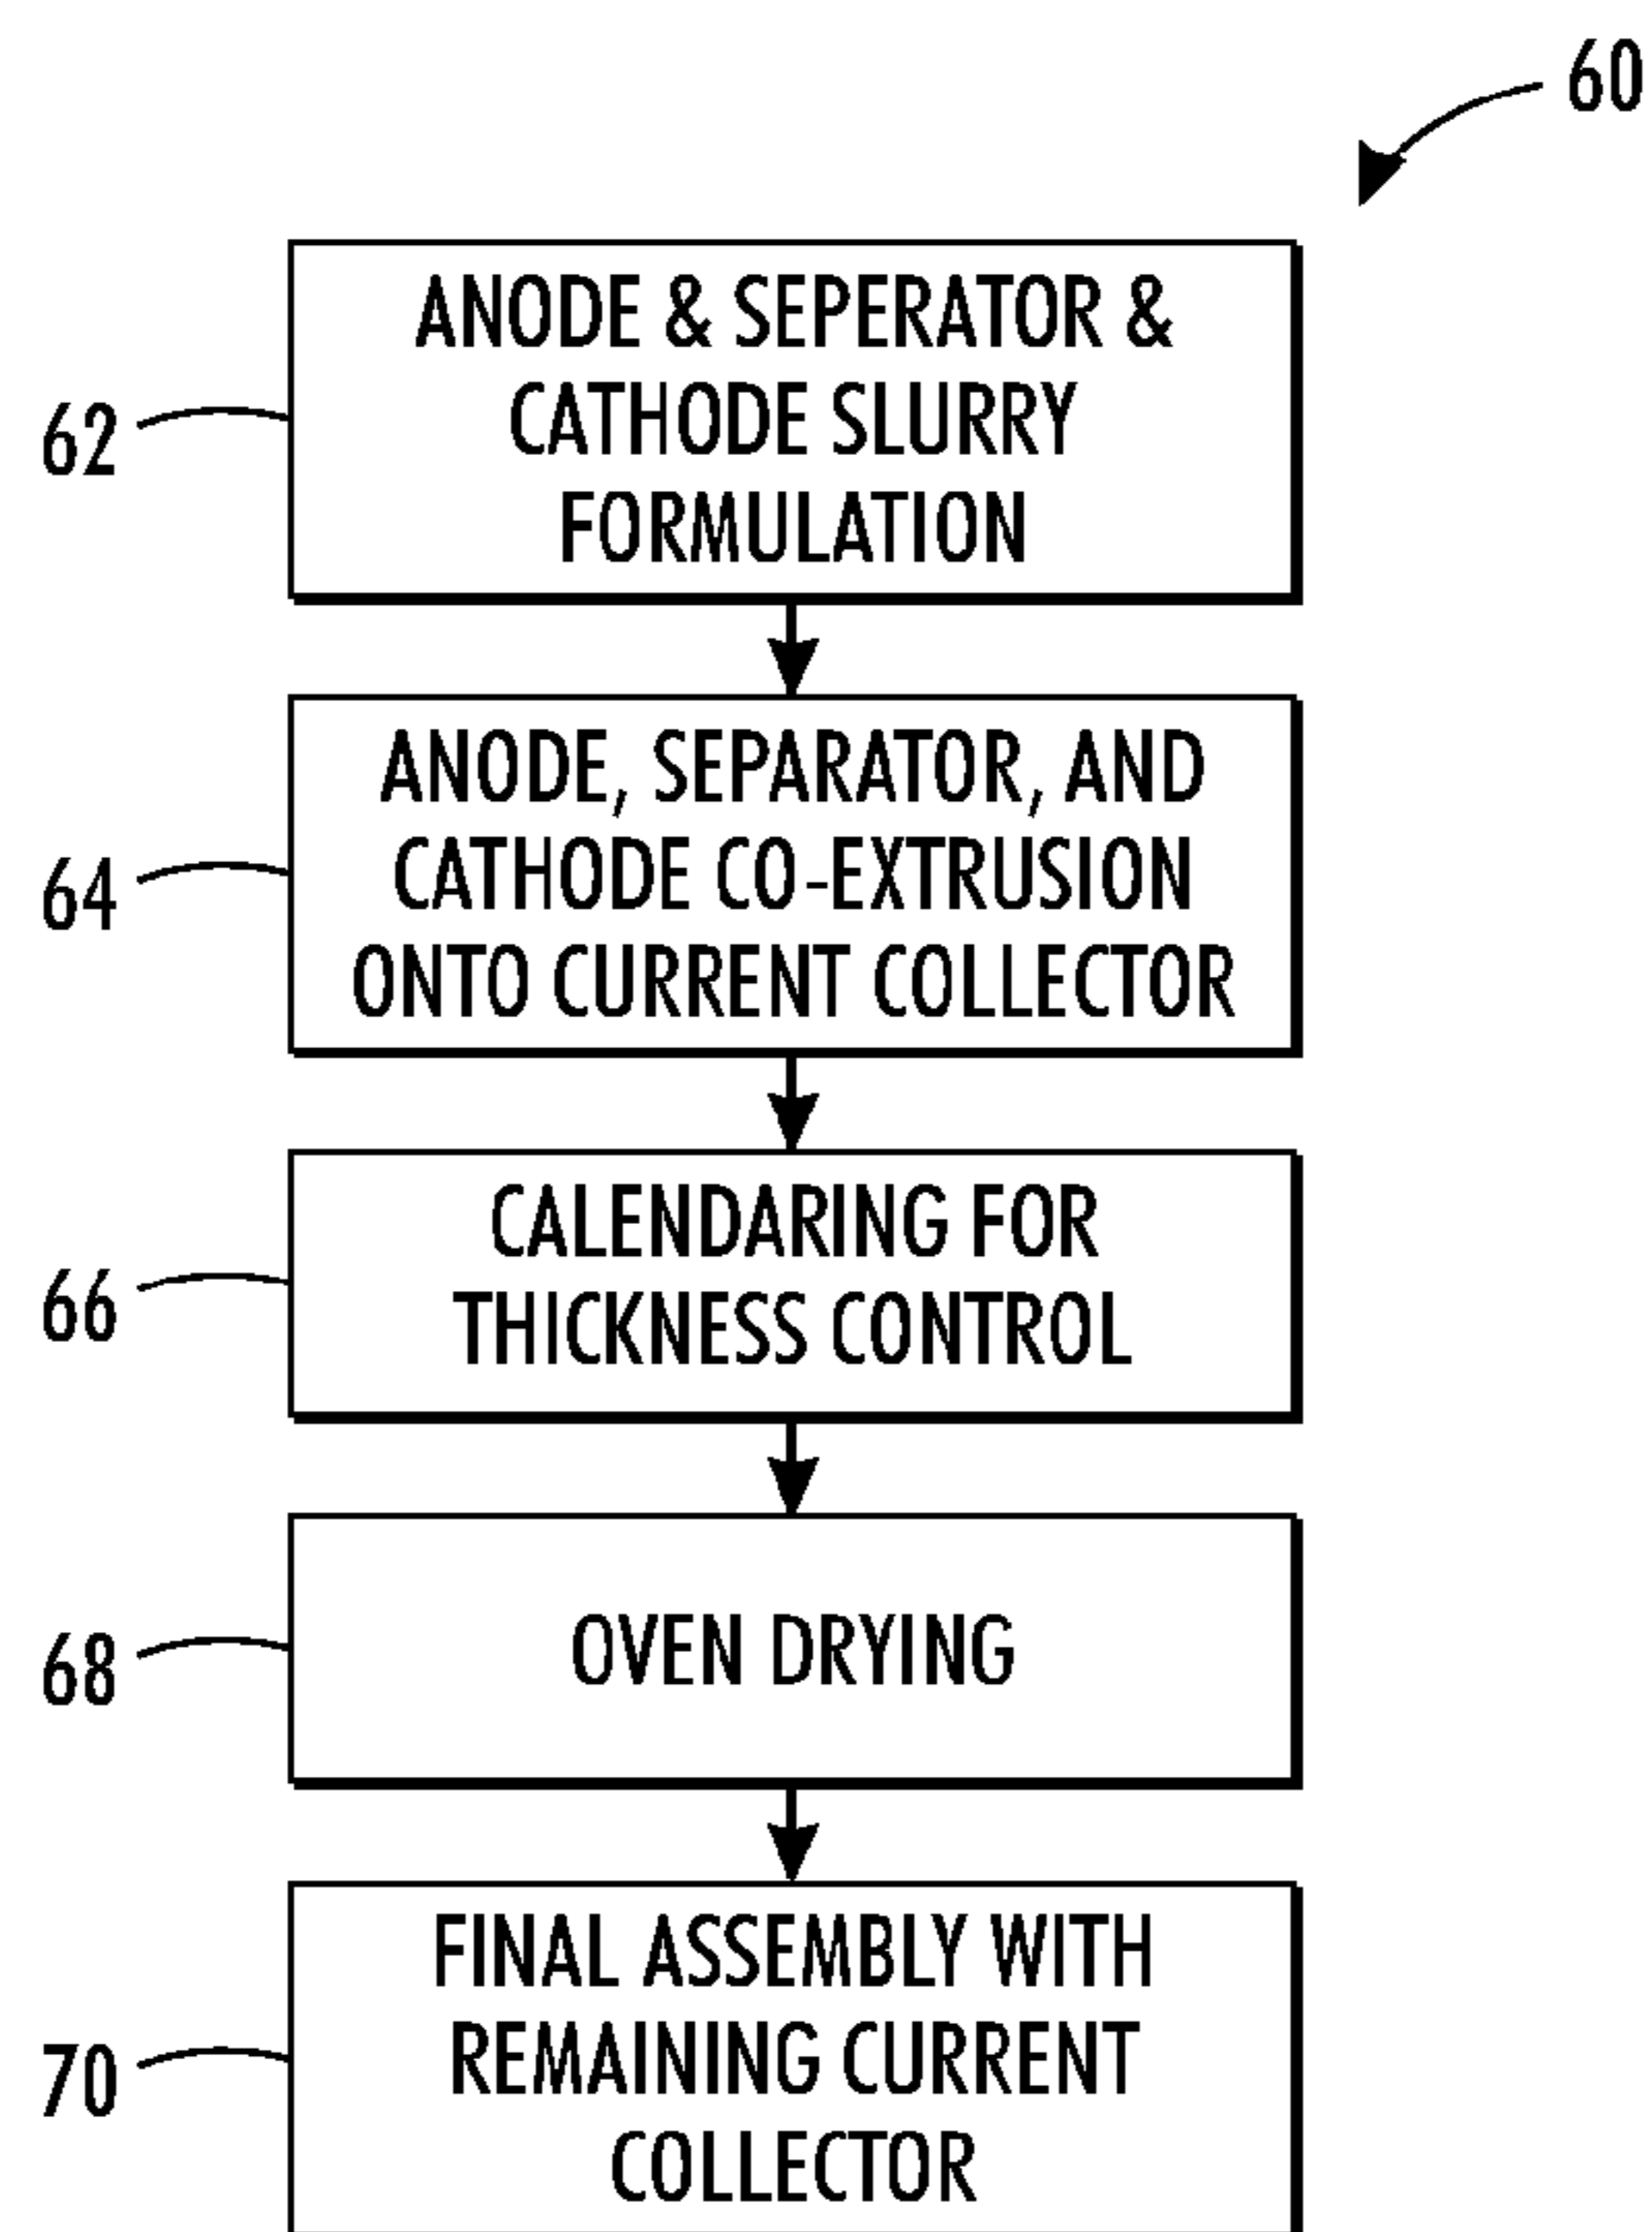 60
ANODE & SEPERATOR &
CATHODE SLURRY
FORMULATION
62
ANODE, SEPARATOR, AND
CATHODE CO-EXTRUSION
ONTO CURRENT COLLECTOR
64
CALENDARING FOR
THICKNESS CONTROL
66
OVEN DRYING
68
FINAL ASSEMBLY WITH
REMAINING CURRENT
COLLECTOR
70